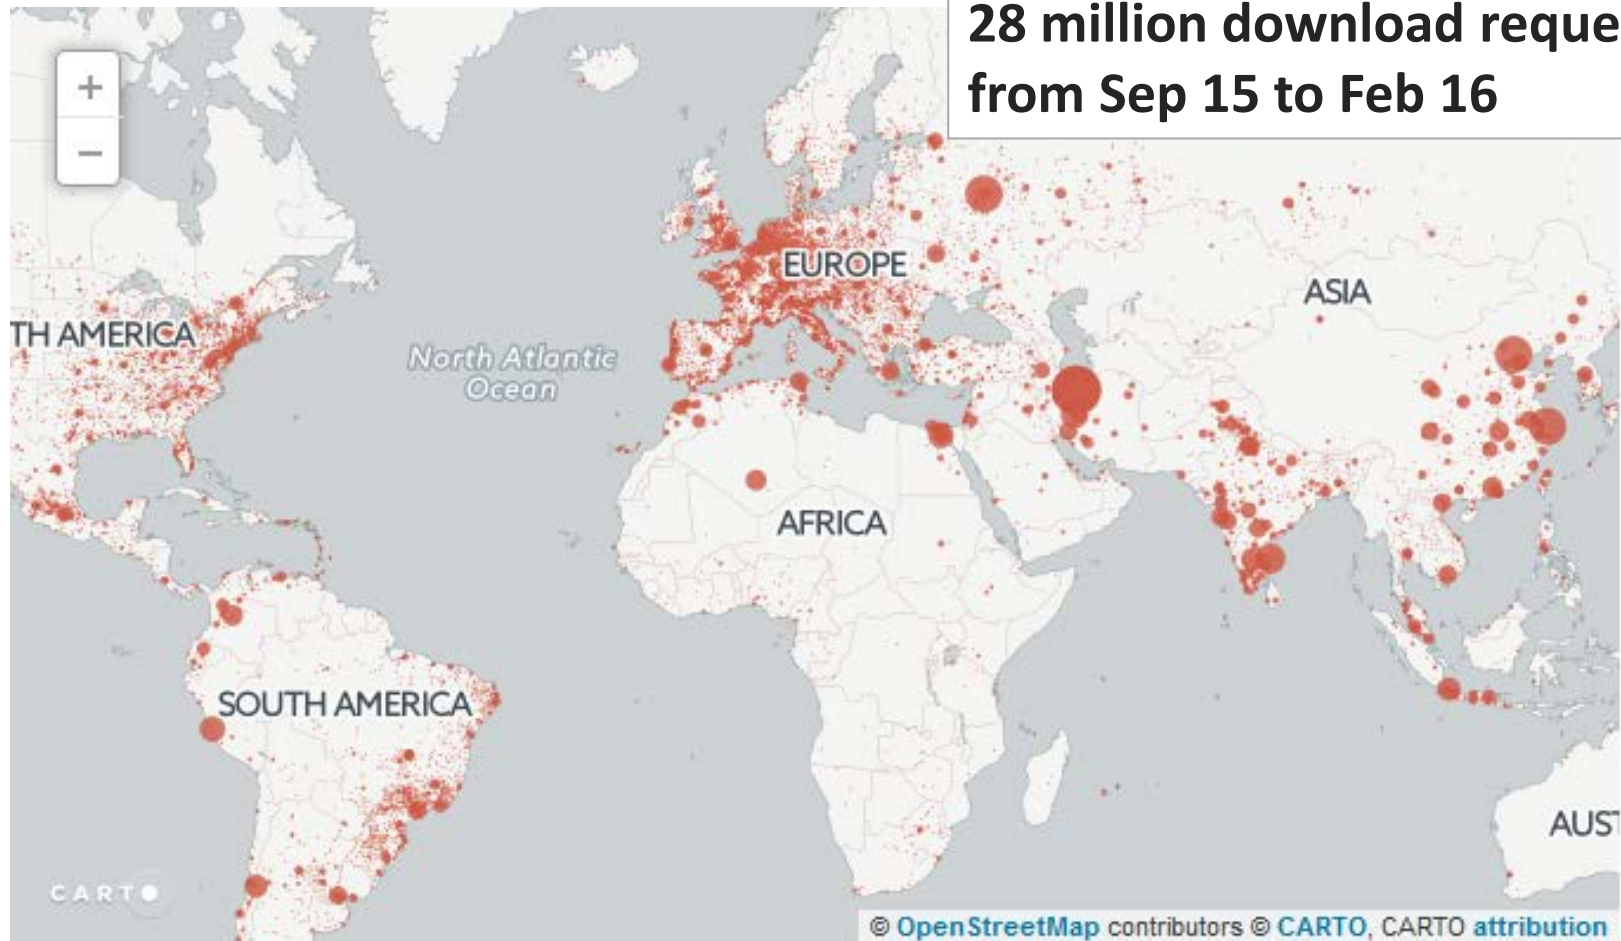 28 million download reque
from Sep 15 to Feb 16
+
−
EUROPE
ASIA
TH AMERICA
North Atlantic
Ocean
AFRICA
SOUTH AMERICA
AUST
CARTO
© OpenStreetMap contributors © CARTO, CARTO attribution